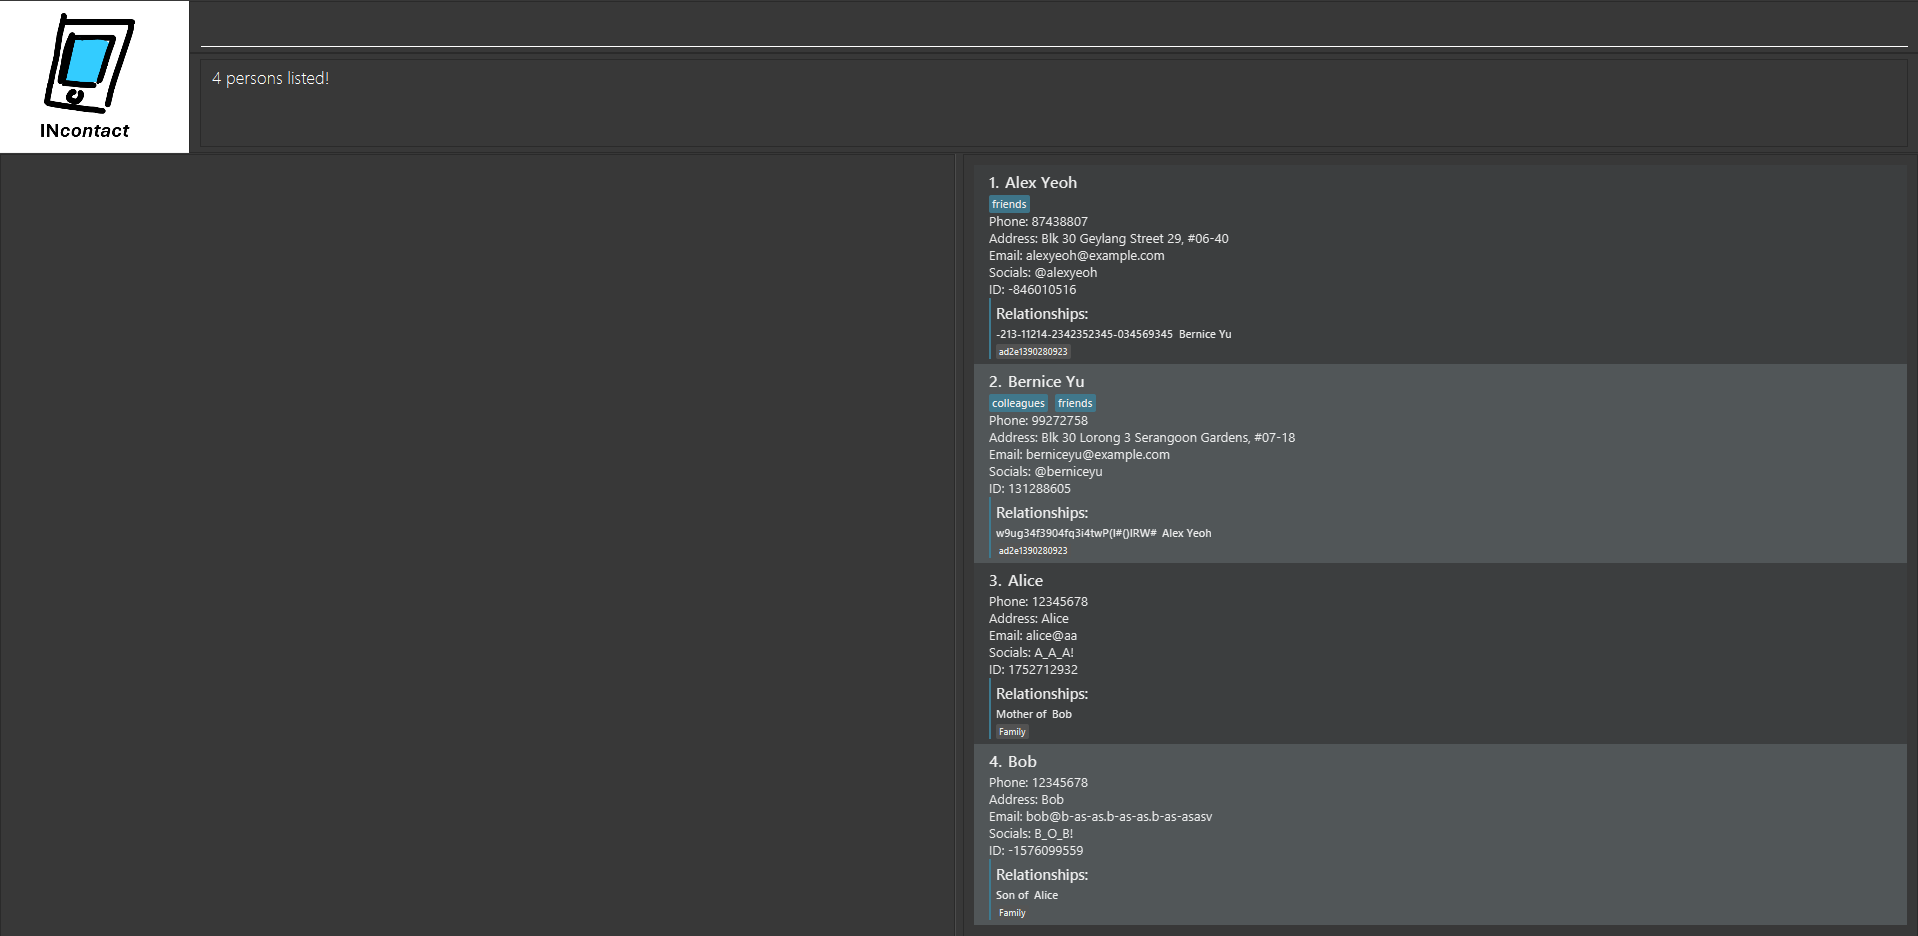 INcontact
4 persons listed!
1. Alex Yeoh
friends
Phone: 87438807
Address: Blk 30 Geylang Street 29, #06-40
Email: alexyeoh@example.com
Socials: @alexyeoh
ID: -846010516
Relationships:
-213-11214-2342352345-034569345 Bernice Yu
ad2e1390280923
2. Bernice Yu
colleagues friends
Phone: 99272758
Address: Blk 30 Lorong 3 Serangoon Gardens, #07-18
Email: berniceyu@example.com
Socials: @berniceyu
ID: 131288605
Relationships:
w9ug34f3904fq3i4twP(I#()IRW# Alex Yeoh
ad2e1390280923
3. Alice
Phone: 12345678
Address: Alice
Email: alice@aa
Socials: A_A_A!
ID: 1752712932
Relationships:
Mother of Bob
Family
4. Bob
Phone: 12345678
Address: Bob
Email: bob@b-as-as.b-as-as.b-as-asasv
Socials: B_O_B!
ID: -1576099559
Relationships:
Son of Alice
Family